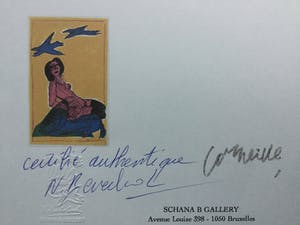 certifié authentique
Corneille
SCHANA B GALLERY
Avenue Louise 398 - 1050 Bruxelles